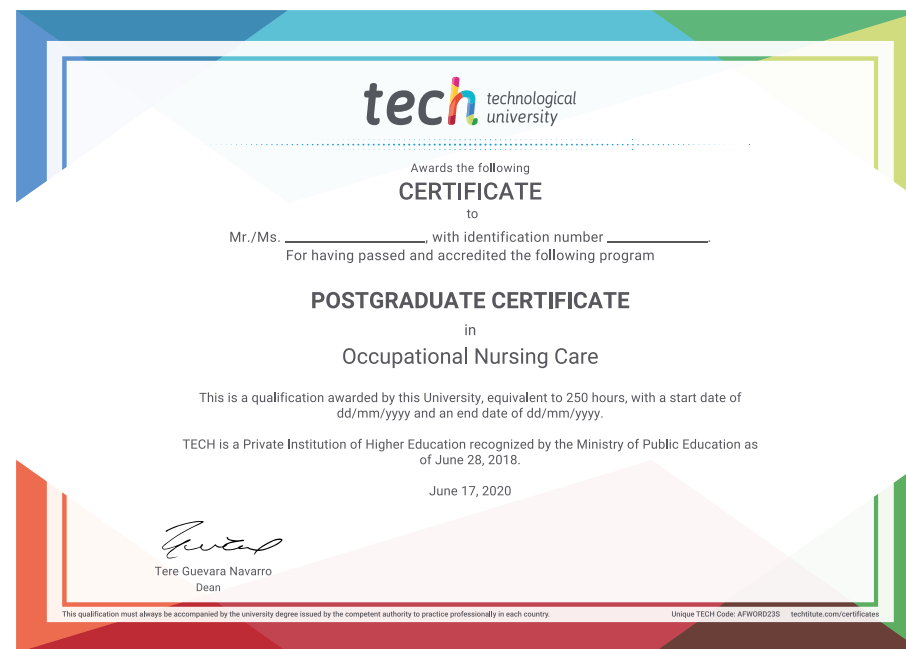 tech technological
university
Awards the following
CERTIFICATE
to
Mr./Ms. ____________________, with identification number ______________.
For having passed and accredited the following program
POSTGRADUATE CERTIFICATE
in
Occupational Nursing Care
This is a qualification awarded by this University, equivalent to 250 hours, with a start date of
dd/mm/yyyy and an end date of dd/mm/yyyy.
TECH is a Private Institution of Higher Education recognized by the Ministry of Public Education as
of June 28, 2018.
June 17, 2020
Tere Guevara Navarro
Dean
This qualification must always be accompanied by the university degree issued by the competent authority to practice professionally in each country. Unique TECH Code: AFWORD23S techtitute.com/certificates